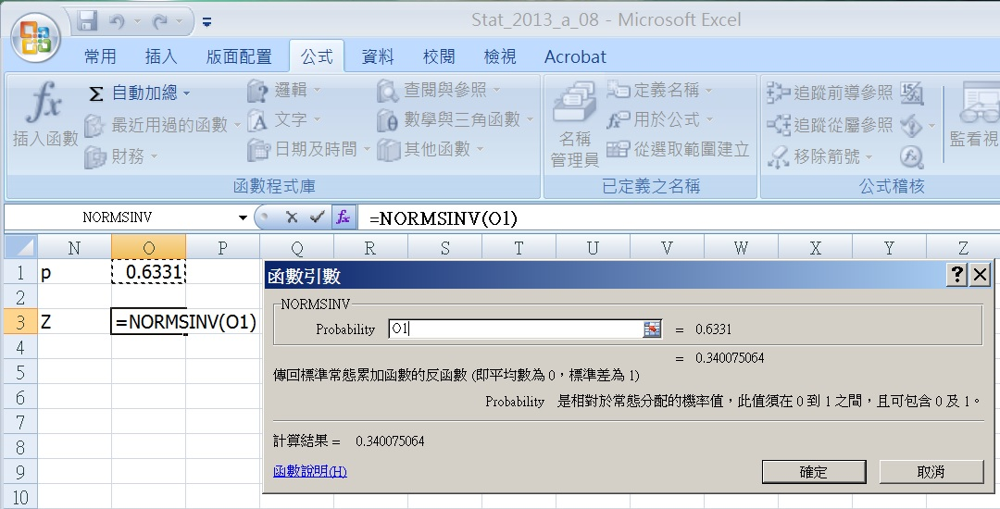 Stat_2013_a_08 - Microsoft Excel
常用 插入 版面配置 公式 資料 校閱 檢視 Acrobat
fx 插入函數
Σ 自動加總
最近用過的函數
財務
邏輯
文字
日期及時間
查閱與參照
數學與三角函數
其他函數
函數程式庫
名稱
管理員
定義名稱
用於公式
從選取範圍建立
已定義之名稱
追蹤前導參照
追蹤從屬參照
移除箭號
監看視
公式稽核
NORMSINV fx =NORMSINV(O1)
N O P Q R S T U V W X Y Z
1 p 0.6331
2
3 Z =NORMSINV(O1)
4
5
6
7
8
9
10
函數引數
NORMSINV
Probability O1 = 0.6331
= 0.340075064
傳回標準常態累加函數的反函數 (即平均數為 0，標準差為 1)
Probability 是相對於常態分配的機率值，此值須在 0 到 1 之間，且可包含 0 及 1。
計算結果 = 0.340075064
函數說明(H)
確定 取消